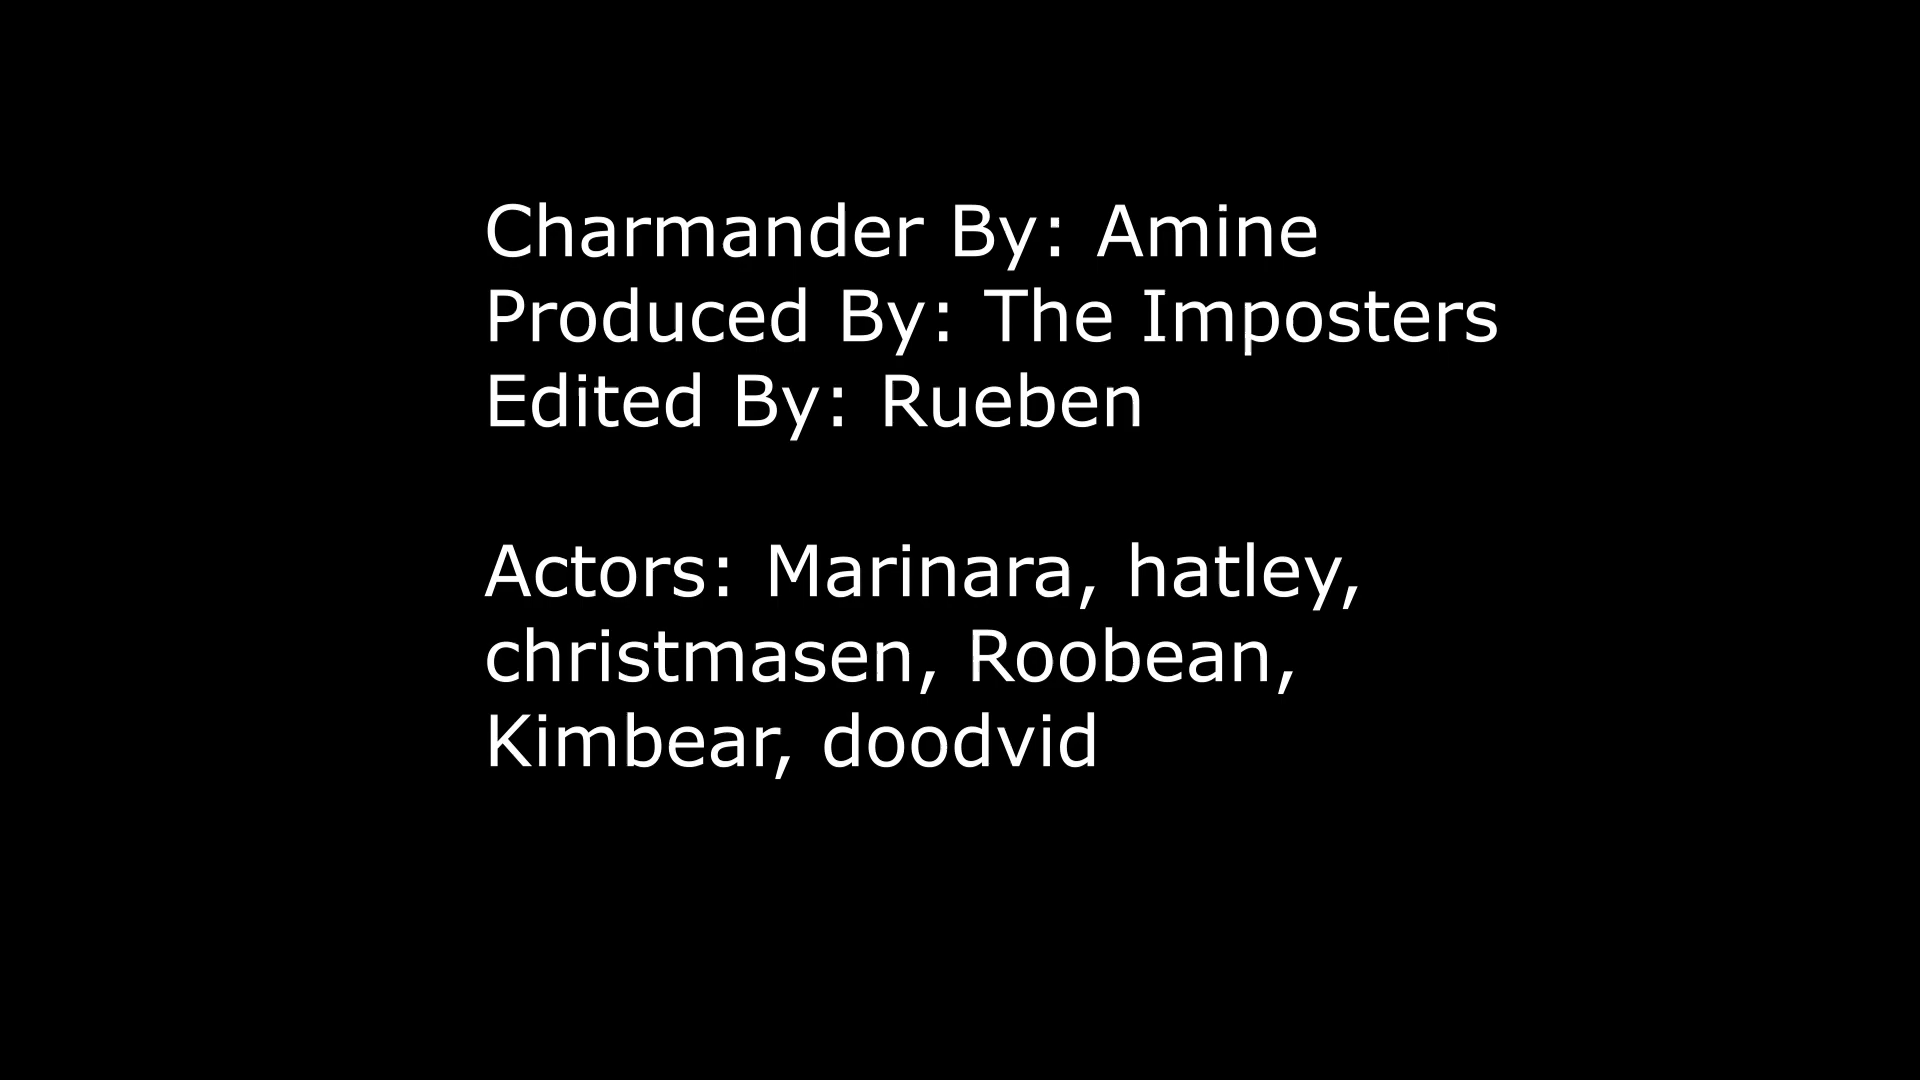 Charmander By: Amine
Produced By: The Imposters
Edited By: Rueben
Actors: Marinara, hatley,
christmasen, Roobean,
Kimbear, doodvid